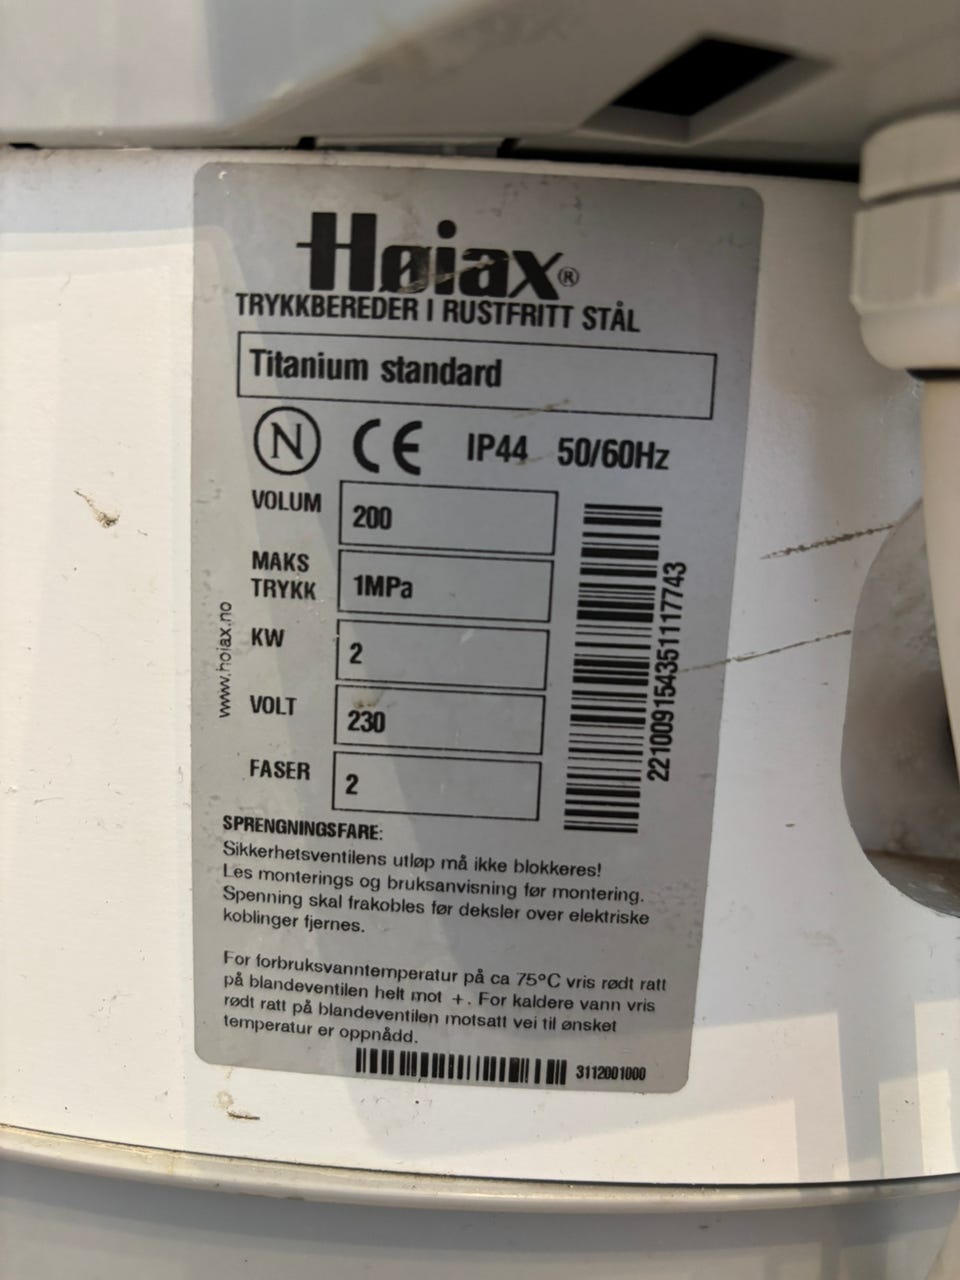 Høiax®
TRYKKBEREDER I RUSTFRITT STÅL
Titanium standard
N CE IP44 50/60Hz
VOLUM 200
MAKS TRYKK 1MPa
KW 2
VOLT 230
FASER 2
www.hoiax.no
221009154351117743
SPRENGNINGSFARE:
Sikkerhetsventilens utløp må ikke blokkeres!
Les monterings og bruksanvisning før montering.
Spenning skal frakobles før deksler over elektriske
koblinger fjernes.
For forbruksvanntemperatur på ca 75°C vris rødt ratt
på blandeventilen helt mot +. For kaldere vann vris
rødt ratt på blandeventilen motsatt vei til ønsket
temperatur er oppnådd.
3112001000